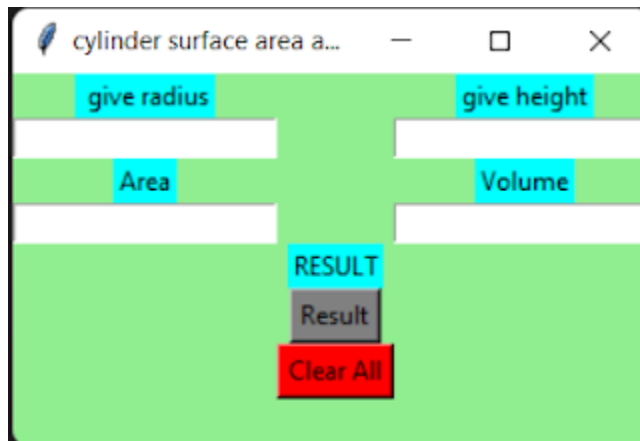 cylinder surface area a...
give radius give height
Area Volume
RESULT
Result
Clear All